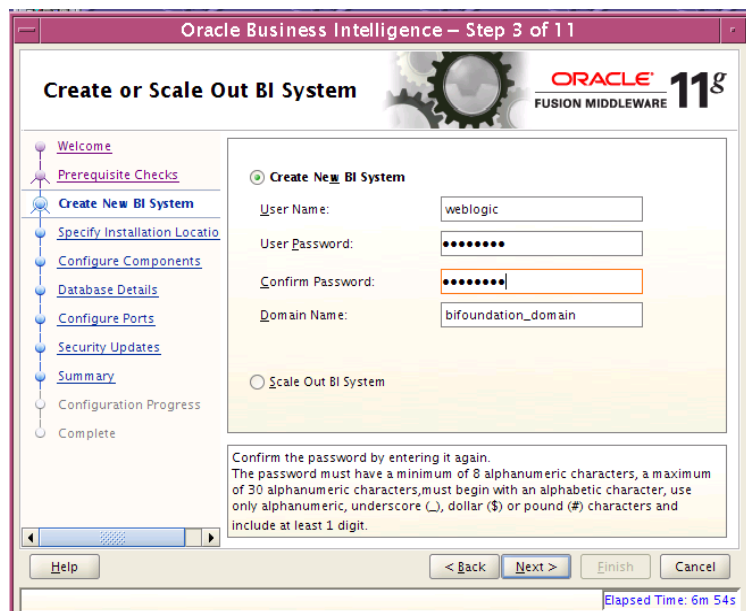 Oracle Business Intelligence – Step 3 of 11
Create or Scale Out BI System
ORACLE 11g
FUSION MIDDLEWARE
Welcome
Prerequisite Checks
Create New BI System
Specify Installation Locatio
Configure Components
Database Details
Configure Ports
Security Updates
Summary
Configuration Progress
Complete
Create New BI System
User Name: weblogic
User Password: ●●●●●●●●
Confirm Password: ●●●●●●●●
Domain Name: bifoundation_domain
Scale Out BI System
Confirm the password by entering it again.
The password must have a minimum of 8 alphanumeric characters, a maximum
of 30 alphanumeric characters,must begin with an alphabetic character, use
only alphanumeric, underscore (_), dollar ($) or pound (#) characters and
include at least 1 digit.
Help
< Back
Next >
Finish
Cancel
Elapsed Time: 6m 54s